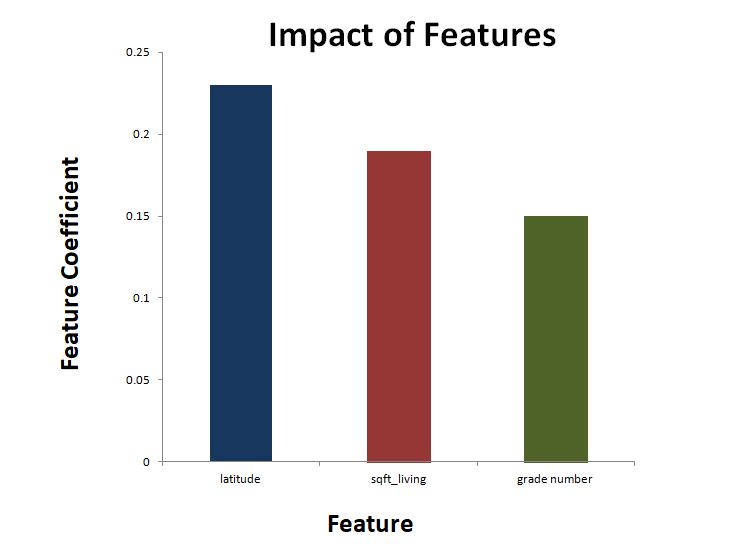 Impact of Features
Feature Coefficient
0.25
0.2
0.15
0.1
0.05
0
latitude
sqft_living
grade number
Feature